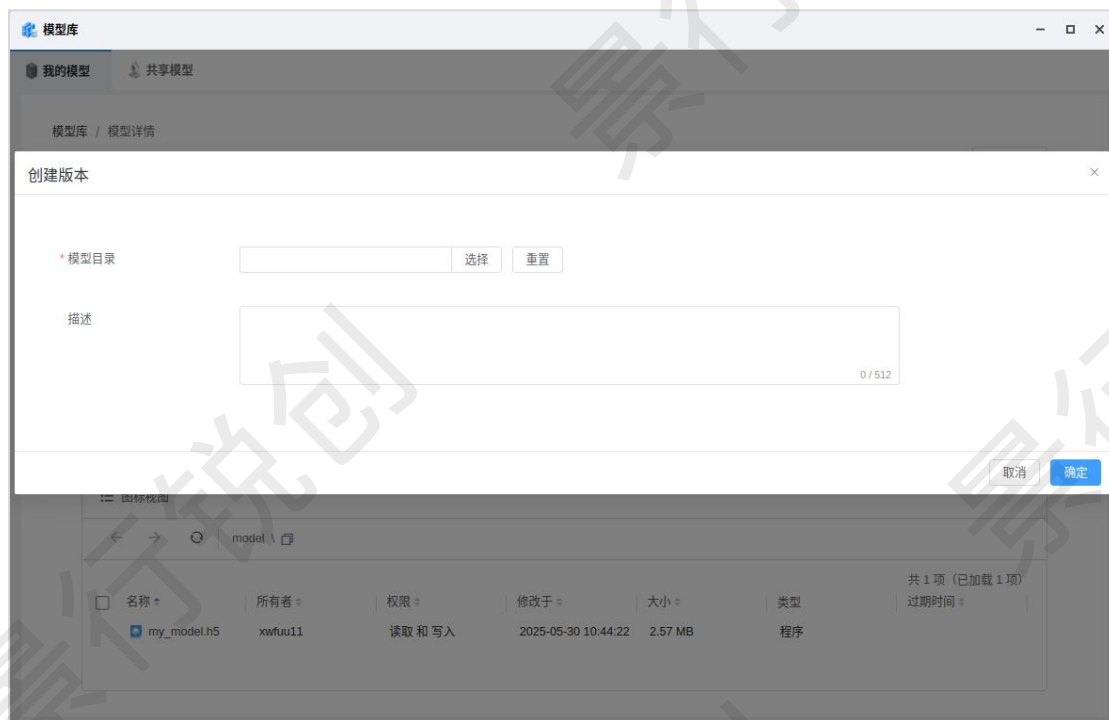 模型库
我的模型 共享模型
模型库 / 模型详情
创建版本
* 模型目录 选择 重置
描述
0 / 512
取消 确定
图标视图
model \
共 1 项（已加载 1 项）
名称 所有者 权限 修改于 大小 类型 过期时间
my_model.h5 xwfuu11 读取 和 写入 2025-05-30 10:44:22 2.57 MB 程序
景行锐创